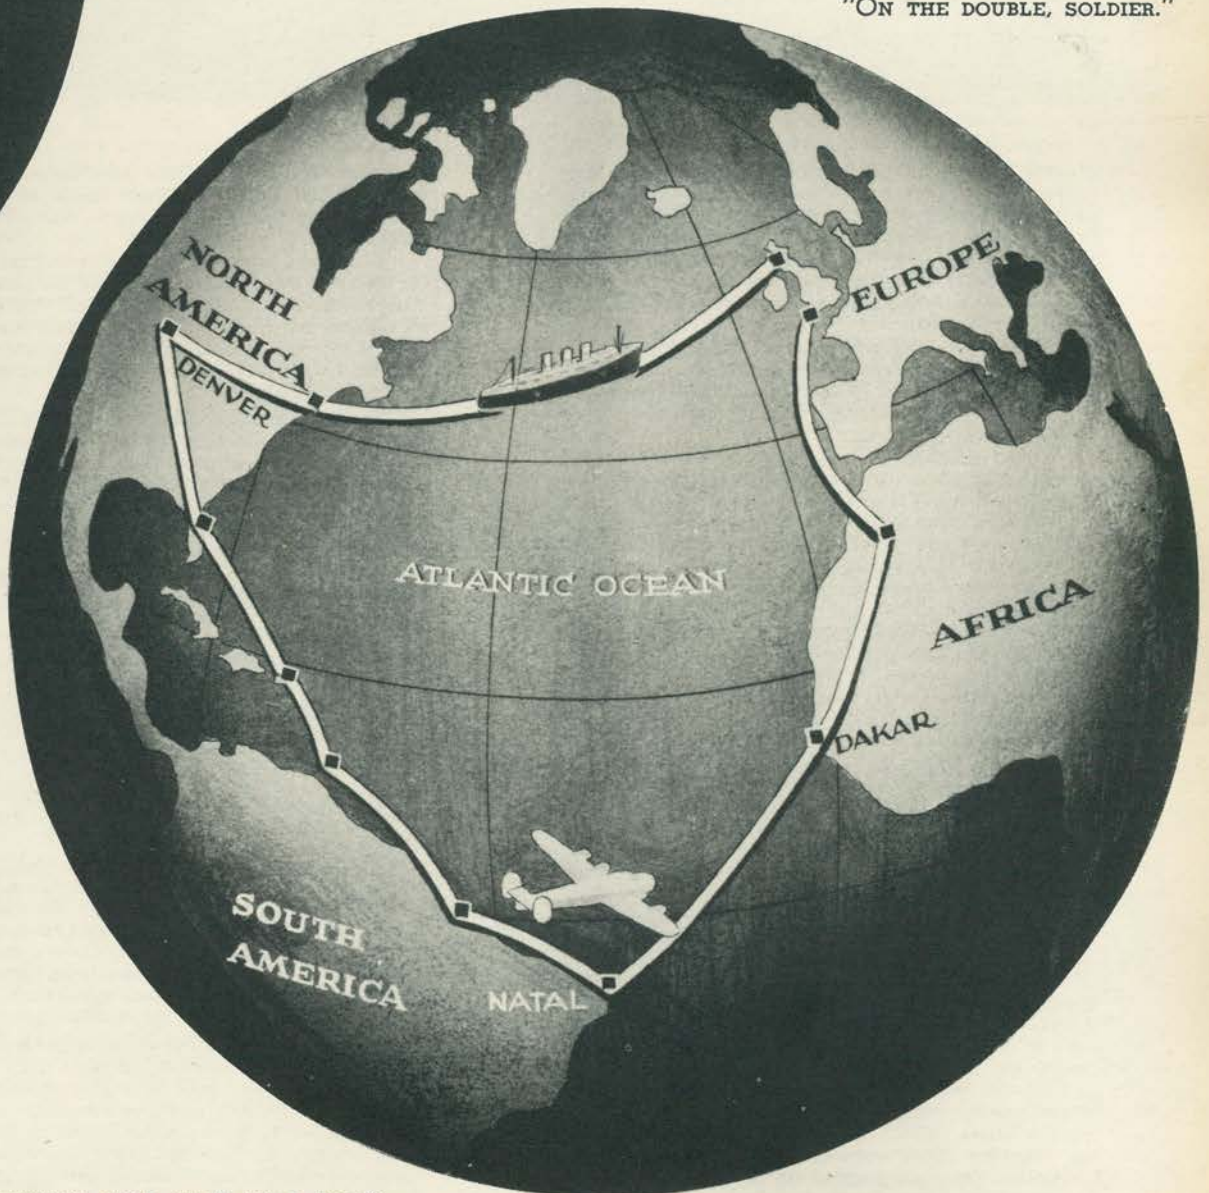 "ON THE DOUBLE, SOLDIER."
NORTH
AMERICA
DENVER
EUROPE
ATLANTIC OCEAN
AFRICA
DAKAR
SOUTH
AMERICA
NATAL